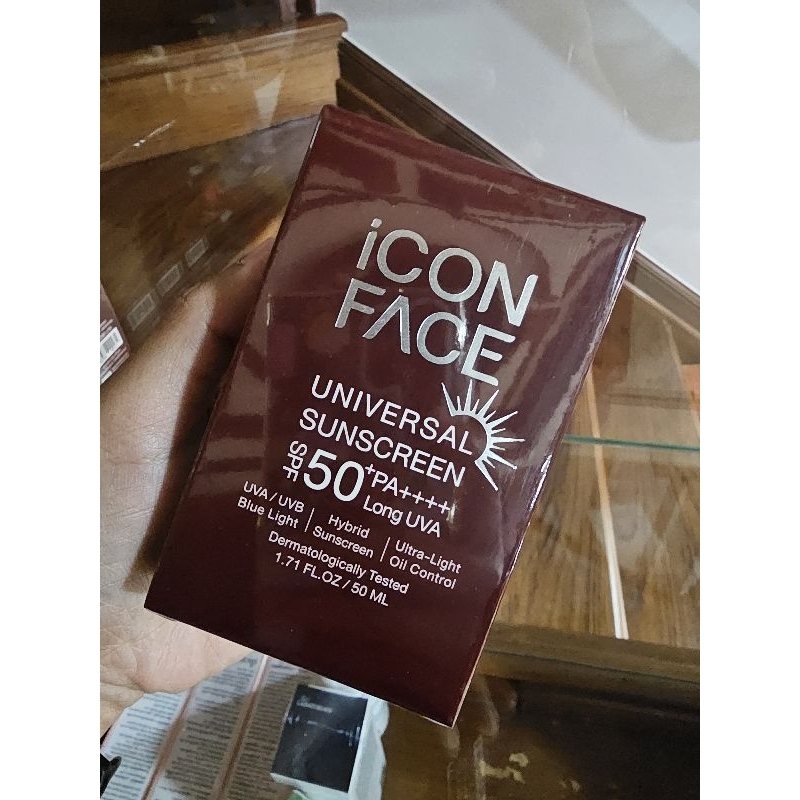 iCON
FACE
UNIVERSAL
SUNSCREEN
SPF 50+ PA++++
Long UVA
UVA / UVB
Blue Light
Hybrid
Sunscreen
Ultra-Light
Oil Control
Dermatologically Tested
1.71 FL.OZ / 50 ML